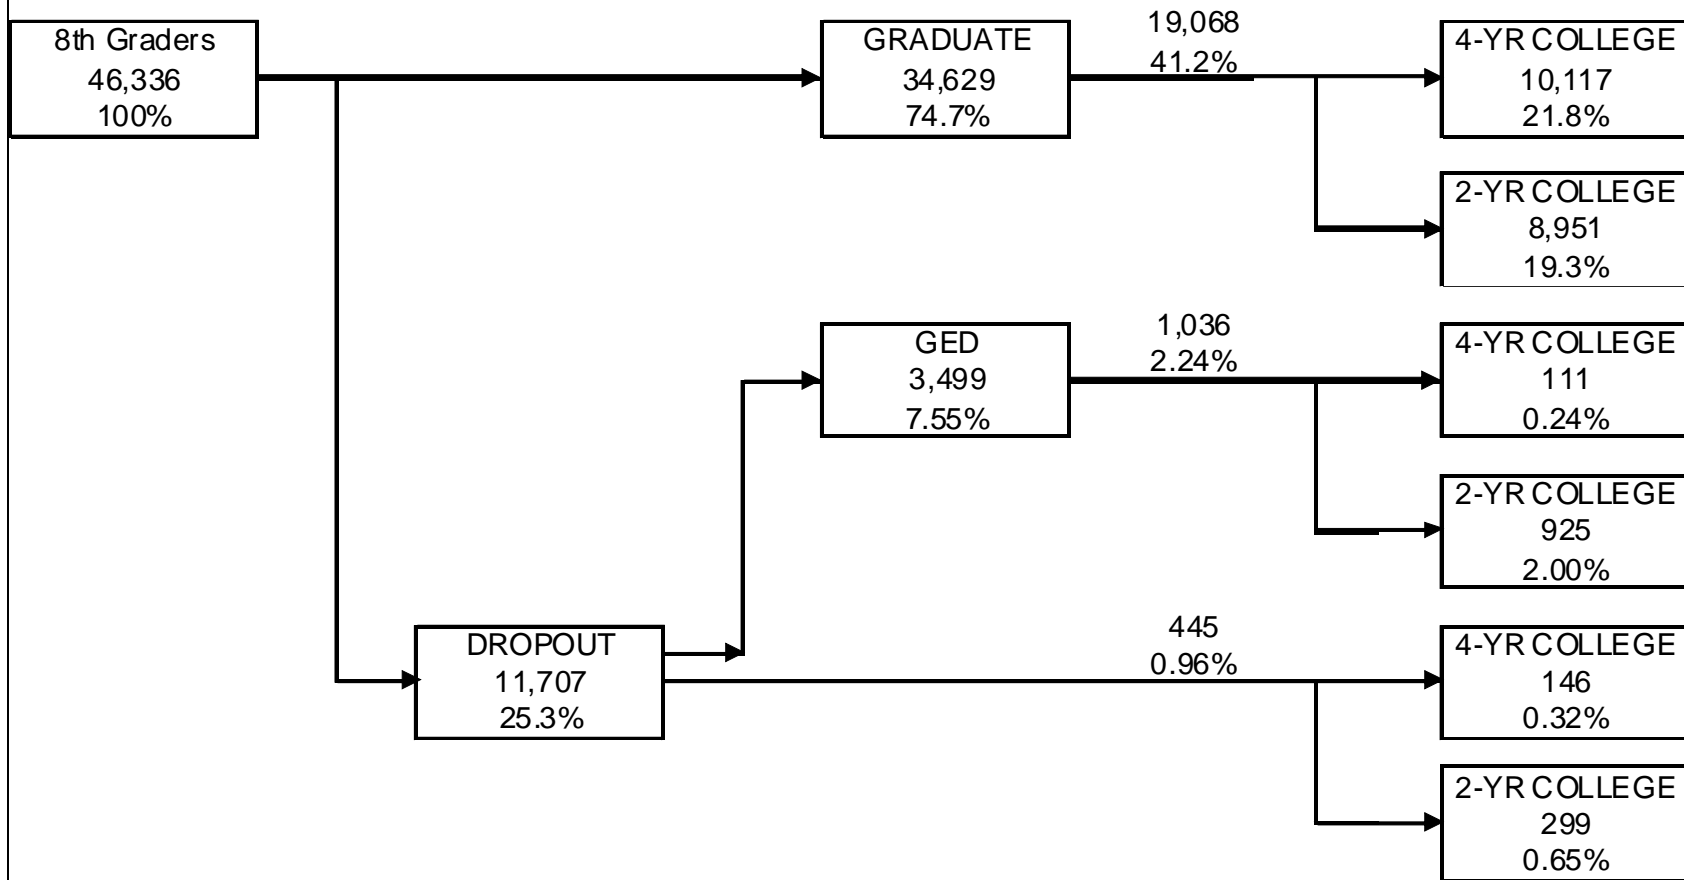 8th Graders
46,336
100%
GRADUATE
34,629
74.7%
19,068
41.2%
4-YR COLLEGE
10,117
21.8%
2-YR COLLEGE
8,951
19.3%
GED
3,499
7.55%
1,036
2.24%
4-YR COLLEGE
111
0.24%
2-YR COLLEGE
925
2.00%
DROPOUT
11,707
25.3%
445
0.96%
4-YR COLLEGE
146
0.32%
2-YR COLLEGE
299
0.65%